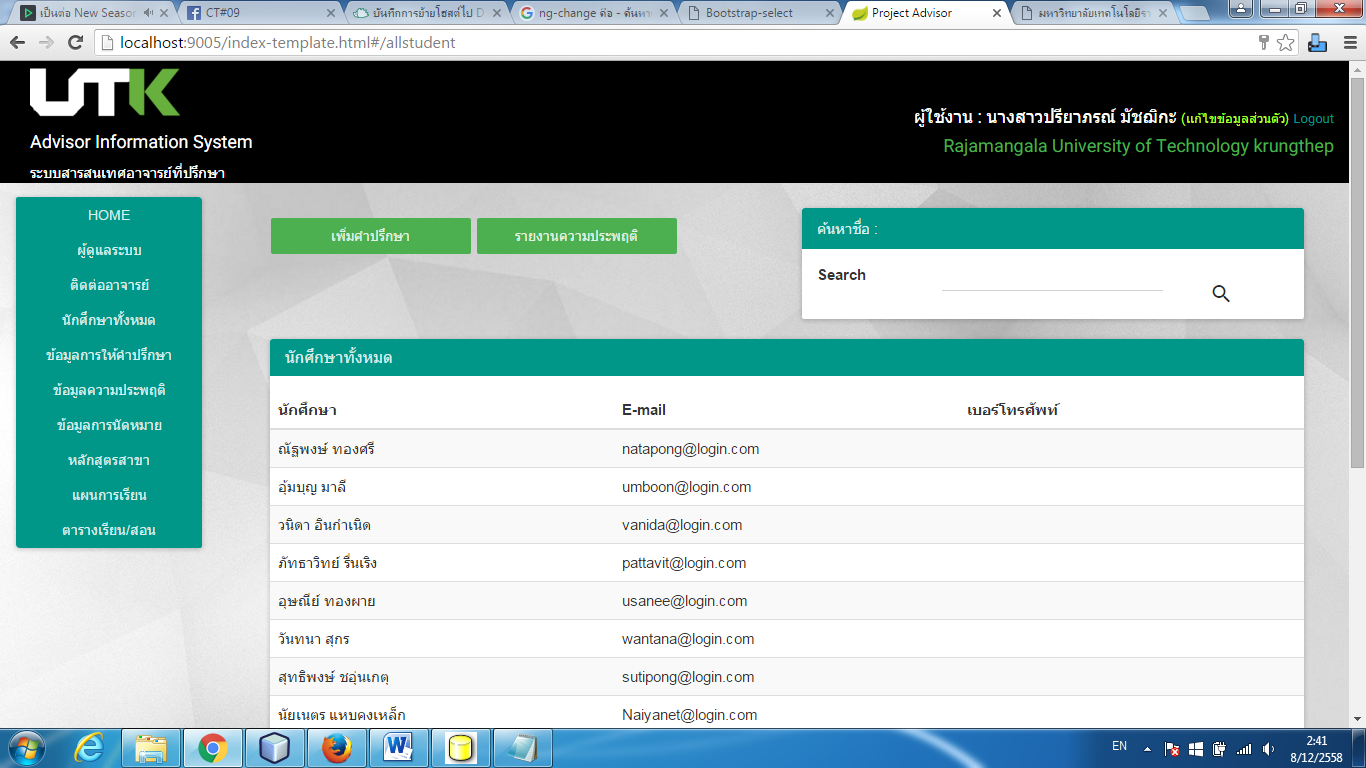 เป็นต่อ New Season
CT#09
บันทึกการย้ายโฮสต์ไป D
ng-change คือ - ค้นหา
Bootstrap-select
Project Advisor
มหาวิทยาลัยเทคโนโลยีรา
localhost:9005/index-template.html#/allstudent
UTK
Advisor Information System
ระบบสารสนเทศอาจารย์ที่ปรึกษา
ผู้ใช้งาน : นางสาวปรียาภรณ์ มัชฌิกะ (แก้ไขข้อมูลส่วนตัว) Logout
Rajamangala University of Technology krungthep
HOME
ผู้ดูแลระบบ
ติดต่ออาจารย์
นักศึกษาทั้งหมด
ข้อมูลการให้คำปรึกษา
ข้อมูลความประพฤติ
ข้อมูลการนัดหมาย
หลักสูตรสาขา
แผนการเรียน
ตารางเรียน/สอน
เพิ่มคำปรึกษา
รายงานความประพฤติ
ค้นหาชื่อ :
Search
นักศึกษาทั้งหมด
นักศึกษา E-mail เบอร์โทรศัพท์
ณัฐพงษ์ ทองศรี natapong@login.com
อุ้มบุญ มาลี umboon@login.com
วนิดา อินกำเนิด vanida@login.com
ภัทธาวิทย์ รื่นเริง pattavit@login.com
อุษณีย์ ทองผาย usanee@login.com
วันทนา สุกร wantana@login.com
สุทธิพงษ์ ชอุ่นเกตุ sutipong@login.com
นัยเนตร แหบคงเหล็ก Naiyanet@login.com
EN
2:41
8/12/2558